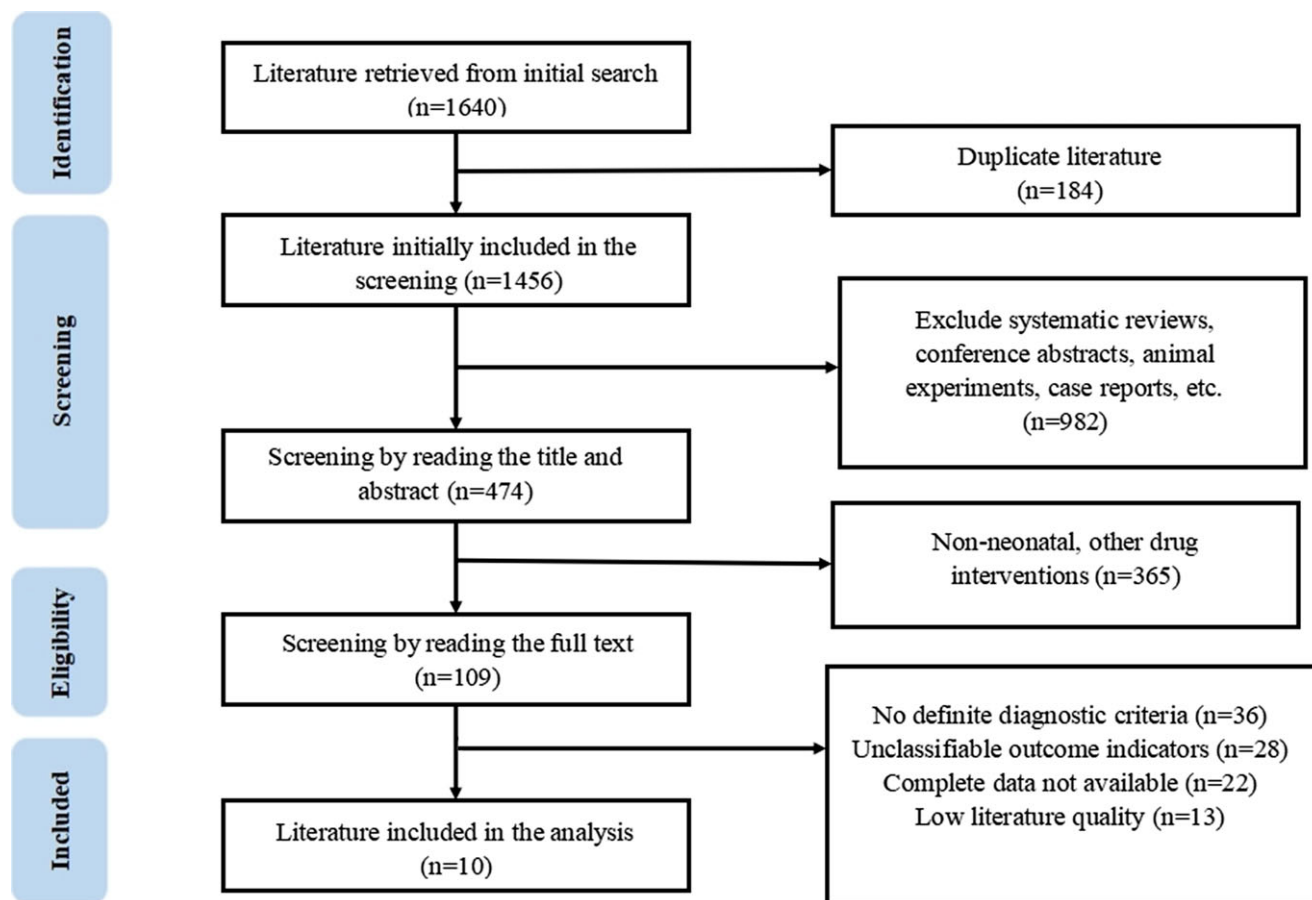 Identification
Literature retrieved from initial search
(n=1640)
Duplicate literature
(n=184)
Screening
Literature initially included in the
screening (n=1456)
Exclude systematic reviews,
conference abstracts, animal
experiments, case reports, etc.
(n=982)
Screening by reading the title and
abstract (n=474)
Non-neonatal, other drug
interventions (n=365)
Eligibility
Screening by reading the full text
(n=109)
No definite diagnostic criteria (n=36)
Unclassifiable outcome indicators (n=28)
Complete data not available (n=22)
Low literature quality (n=13)
Included
Literature included in the analysis
(n=10)